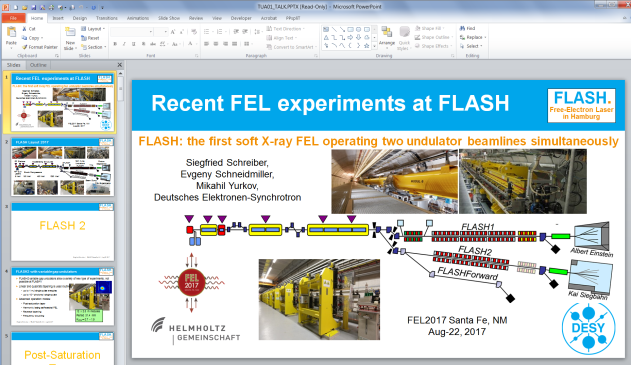 TUA01_TALK.PPTX [Read-Only] - Microsoft PowerPoint
File
Home
Insert
Design
Transitions
Animations
Slide Show
Review
View
Developer
Acrobat
PPspliT
Paste
Cut
Copy
Format Painter
Clipboard
New Slide
Layout
Reset
Section
Slides
Font
Text Direction
Align Text
Convert to SmartArt
Paragraph
Arrange
Quick Styles
Shape Fill
Shape Outline
Shape Effects
Drawing
Find
Replace
Select
Editing
Slides
Outline
1
Recent FEL experiments at FLASH
2
3
FLASH 2
4
FLASH2 with variable gap undulators
5
Post-Saturation
Recent FEL experiments at FLASH
FLASH.
Free-Electron Laser
in Hamburg
FLASH: the first soft X-ray FEL operating two undulator beamlines simultaneously
Siegfried Schreiber,
Evgeny Schneidmiller,
Mikahil Yurkov,
Deutsches Elektronen-Synchrotron
FLASH1
Albert Einstein
FLASH2
FLASHForward
Kai Siegbahn
FEL
2017
HELMHOLTZ
GEMEINSCHAFT
FEL2017 Santa Fe, NM
Aug-22, 2017
DESY